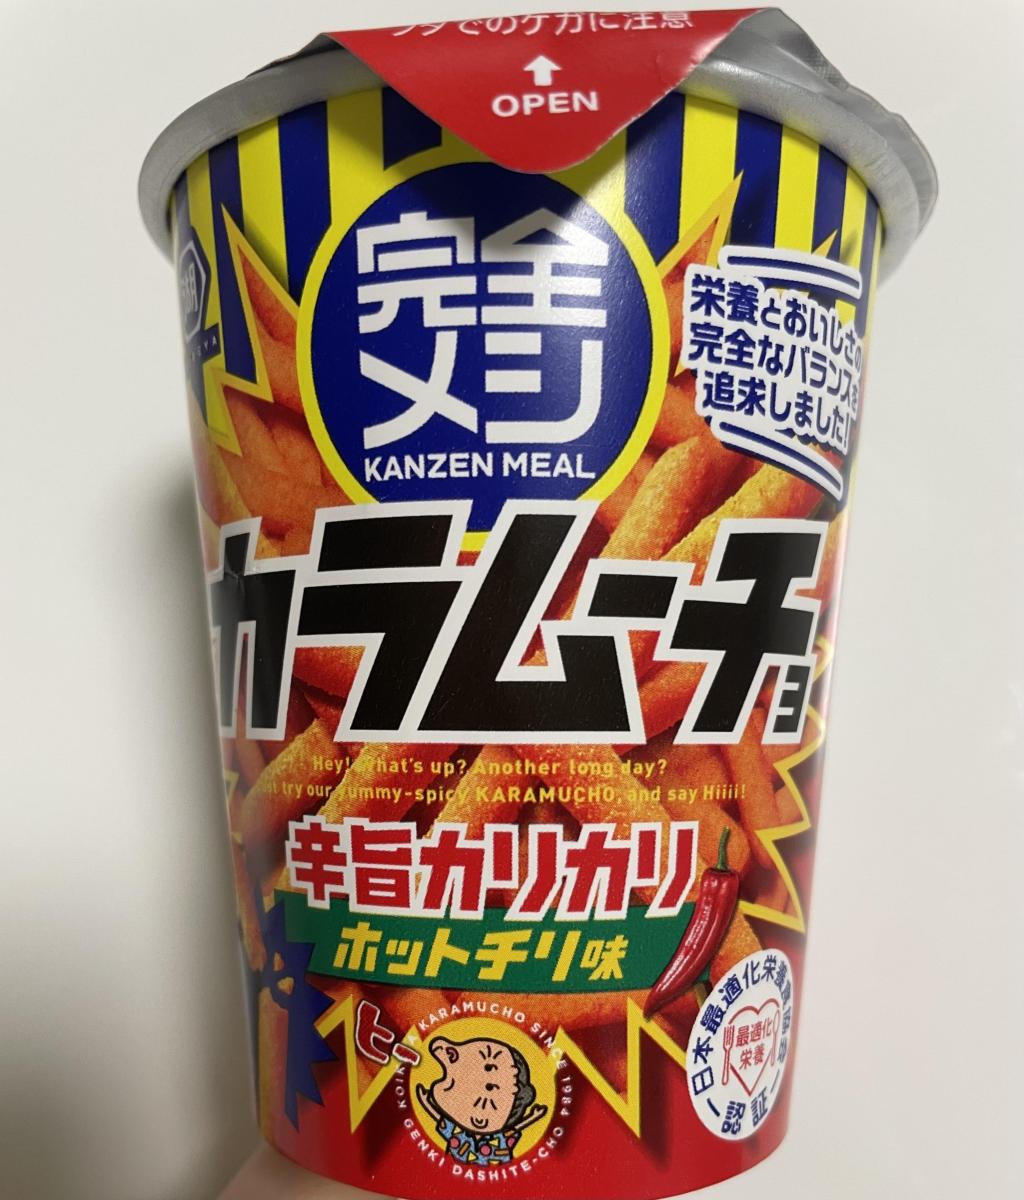 フタでのケガに注意
OPEN
完全
メシ
KANZEN MEAL
湖
栄養とおいしさの
完全なバランスを
追求しました!
カラムーチョ
Hey! What's up? Another long day?
try our yummy-spicy KARAMUCHO, and say Hiiii!
辛旨カリカリ
ホットチリ味
ヒー
KARAMUCHO SINCE 1984
GENKI DASHITE-CHO
日本最適化栄養食協会
最適化
栄養
認証